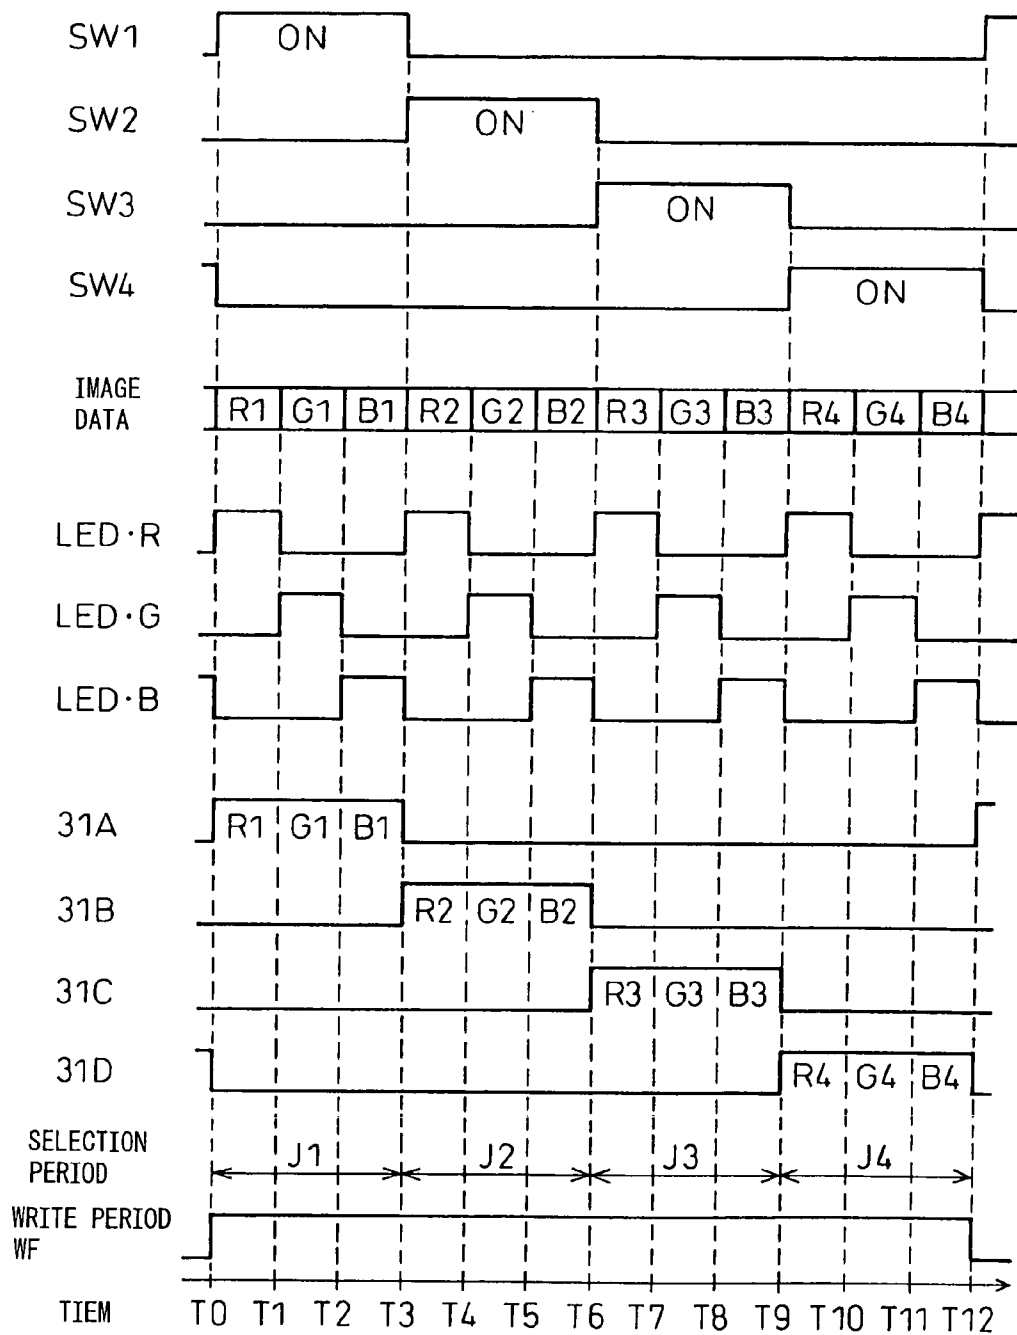 SW1 ON
SW2 ON
SW3 ON
SW4 ON
IMAGE
DATA
R1 G1 B1 R2 G2 B2 R3 G3 B3 R4 G4 B4
LED·R
LED·G
LED·B
31A R1 G1 B1
31B R2 G2 B2
31C R3 G3 B3
31D R4 G4 B4
SELECTION
PERIOD
J1 J2 J3 J4
WRITE PERIOD
WF
TIEM T0 T1 T2 T3 T4 T5 T6 T7 T8 T9 T10 T11 T12